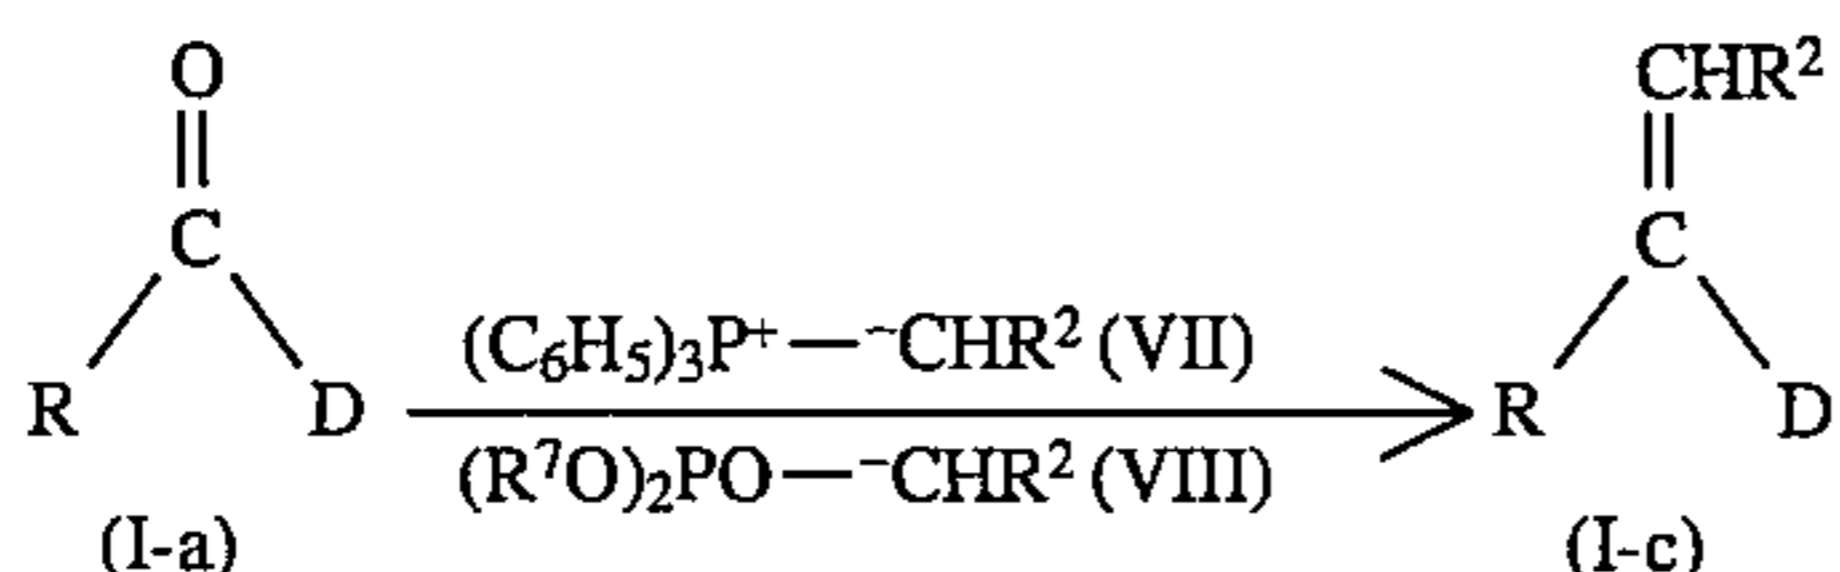 O CHR²
C C
(C₆H₅)₃P⁺—⁻CHR² (VII)
R D R D
(R⁷O)₂PO—⁻CHR² (VIII)
(I-a) (I-c)